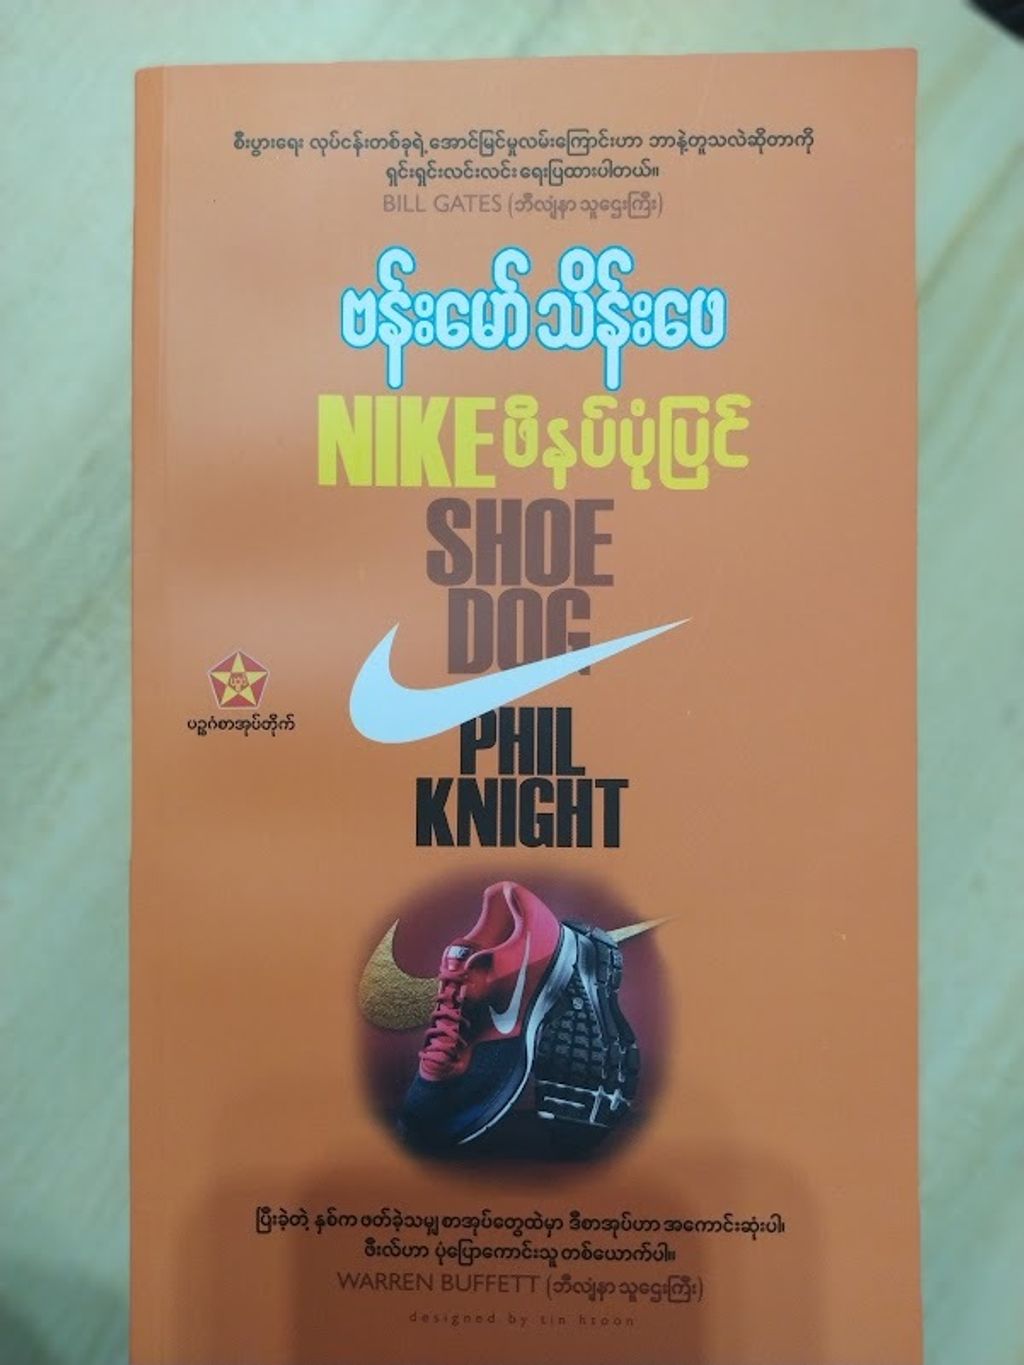 စီးပွားရေး လုပ်ငန်းတစ်ခုရဲ့ အောင်မြင်မှုလမ်းကြောင်းဟာ ဘာနဲ့တူသလဲဆိုတာကို
ရှင်းရှင်းလင်းလင်း ရေးပြထားပါတယ်။
BILL GATES (ဘီလျံနာ သူဌေးကြီး)
ဗန်းမော် သိန်းဖေ
NIKE ဖိနပ်ပုံပြင်
SHOE
DOG
ပဉ္စဂံစာအုပ်တိုက်
PHIL
KNIGHT
ပြီးခဲ့တဲ့ နှစ်က ဖတ်ခဲ့သမျှ စာအုပ်တွေထဲမှာ ဒီစာအုပ်ဟာ အကောင်းဆုံးပါ၊
ဖီးလ်ဟာ ပုံပြောကောင်းသူ တစ်ယောက်ပါ။
WARREN BUFFETT (ဘီလျံနာ သူဌေးကြီး)
designed by tin htoon